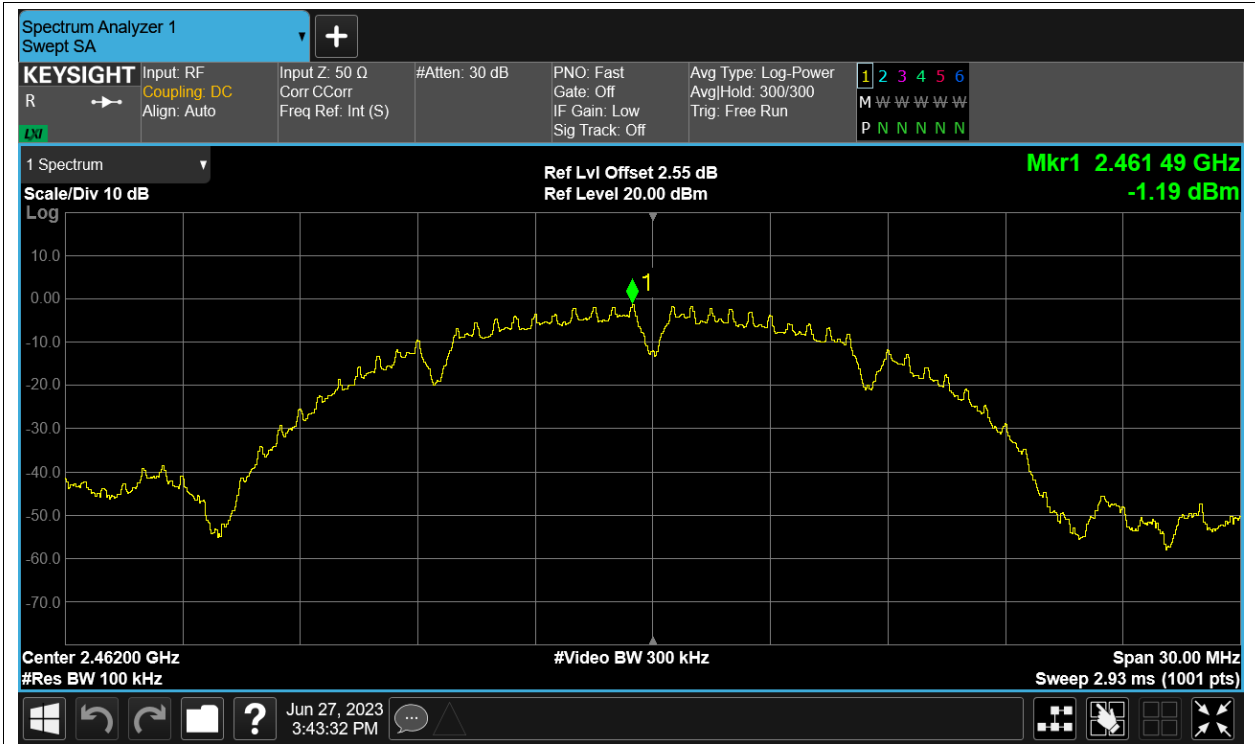 Spectrum Analyzer 1
Swept SA
KEYSIGHT
R
LXI
Input: RF
Coupling: DC
Align: Auto
Input Z: 50 Ω
Corr CCorr
Freq Ref: Int (S)
#Atten: 30 dB
PNO: Fast
Gate: Off
IF Gain: Low
Sig Track: Off
Avg Type: Log-Power
Avg|Hold: 300/300
Trig: Free Run
1 2 3 4 5 6
M W W W W W
P N N N N N
1 Spectrum
Scale/Div 10 dB
Log
Ref Lvl Offset 2.55 dB
Ref Level 20.00 dBm
Mkr1 2.461 49 GHz
-1.19 dBm
10.0
0.00
-10.0
-20.0
-30.0
-40.0
-50.0
-60.0
-70.0
1
Center 2.46200 GHz
#Res BW 100 kHz
#Video BW 300 kHz
Span 30.00 MHz
Sweep 2.93 ms (1001 pts)
?
Jun 27, 2023
3:43:32 PM